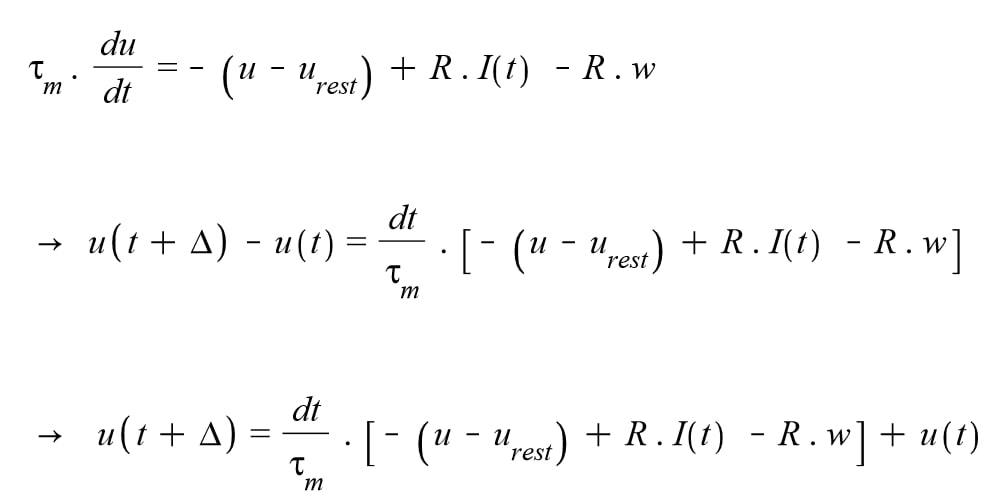 τ_m . du/dt = - (u - u_rest) + R . I(t) - R . w
→ u(t + Δ) - u(t) = dt/τ_m . [- (u - u_rest) + R . I(t) - R . w]
→ u(t + Δ) = dt/τ_m . [- (u - u_rest) + R . I(t) - R . w] + u(t)